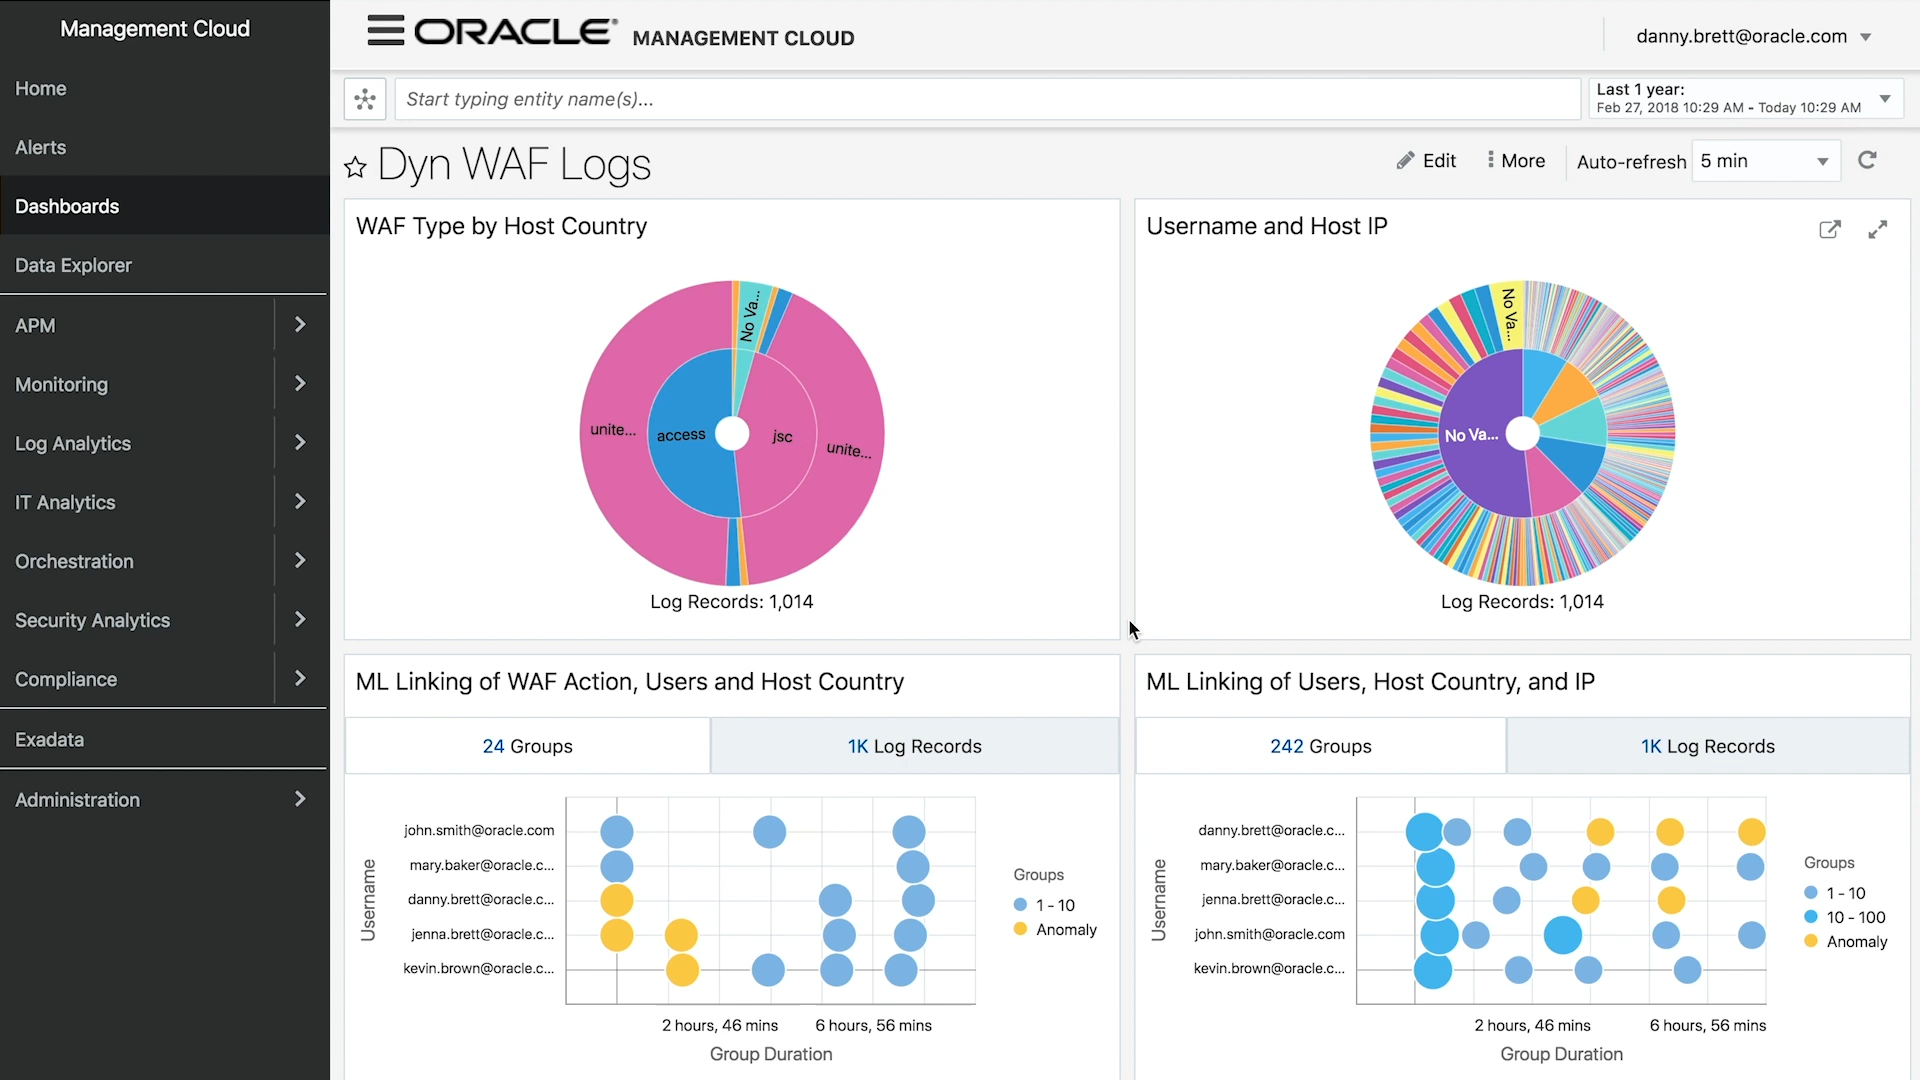 Management Cloud
Home
Alerts
Dashboards
Data Explorer
APM
Monitoring
Log Analytics
IT Analytics
Orchestration
Security Analytics
Compliance
Exadata
Administration
ORACLE® MANAGEMENT CLOUD
danny.brett@oracle.com
Start typing entity name(s)...
Last 1 year:
Feb 27, 2018 10:29 AM - Today 10:29 AM
Dyn WAF Logs
Edit
More
Auto-refresh
5 min
WAF Type by Host Country
No Va...
unite...
access
jsc
unite...
Log Records: 1,014
Username and Host IP
No Va...
No Va...
Log Records: 1,014
ML Linking of WAF Action, Users and Host Country
24 Groups
1K Log Records
Username
john.smith@oracle.com
mary.baker@oracle.c...
danny.brett@oracle.c...
jenna.brett@oracle.c...
kevin.brown@oracle.c...
2 hours, 46 mins
6 hours, 56 mins
Group Duration
Groups
1 - 10
Anomaly
ML Linking of Users, Host Country, and IP
242 Groups
1K Log Records
Username
danny.brett@oracle.c...
mary.baker@oracle.c...
jenna.brett@oracle.c...
john.smith@oracle.com
kevin.brown@oracle.c...
2 hours, 46 mins
6 hours, 56 mins
Group Duration
Groups
1 - 10
10 - 100
Anomaly